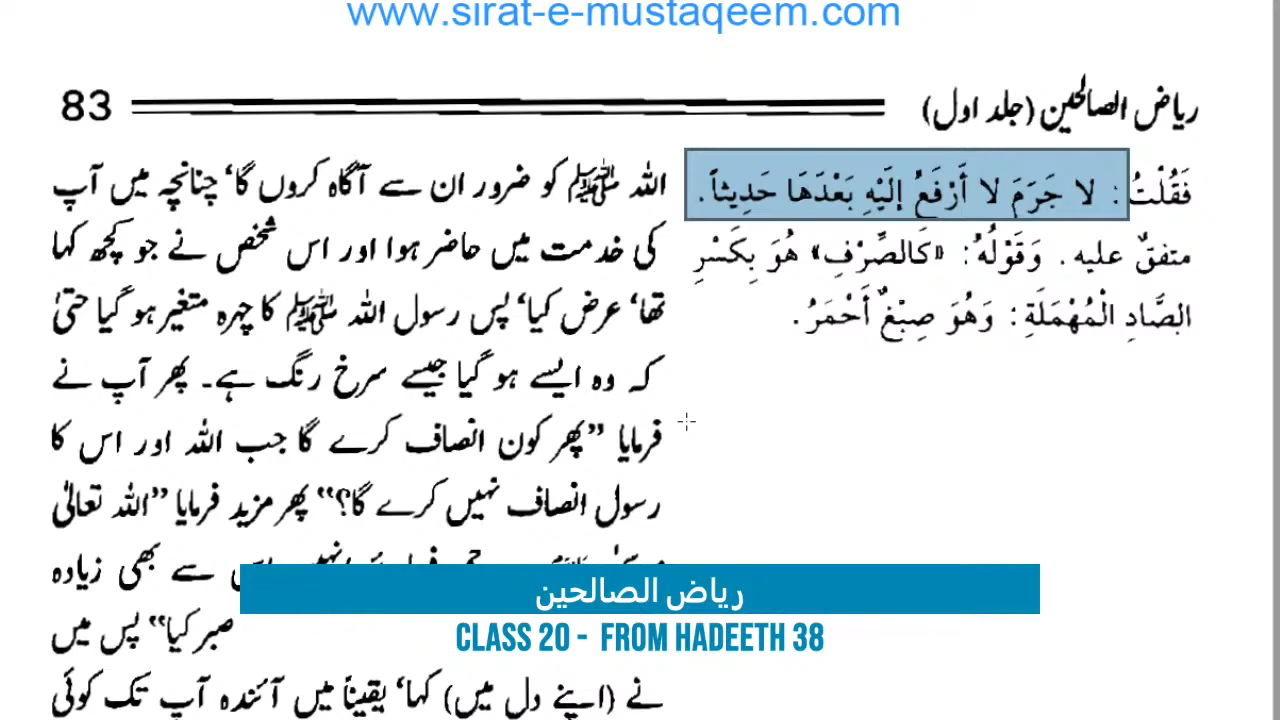 www.sirat-e-mustaqeem.com
ریاض الصالحین (جلد اول)
83
فَقُلْتُ : لا جَرَمَ لا أَرْفَعُ إِلَيْهِ بَعْدَهَا حَدِيثاً .
متفقٌ عليه . وَقَوْلُهُ : «كَالصِّرْفِ» هُوَ بِكَسْرِ
الصَّادِ الْمُهْمَلَةِ : وَهُوَ صِبْغٌ أَحْمَرُ .
اللہ ﷺ کو ضرور ان سے آگاہ کروں گا‘ چنانچہ میں آپ
کی خدمت میں حاضر ہوا اور اس شخص نے جو کچھ کہا
تھا‘ عرض کیا‘ پس رسول اللہ ﷺ کا چہرہ متغیر ہو گیا حتیٰ
کہ وہ ایسے ہو گیا جیسے سرخ رنگ ہے۔ پھر آپ نے
فرمایا ”پھر کون انصاف کرے گا جب اللہ اور اس کا
رسول انصاف نہیں کرے گا؟“ پھر مزید فرمایا ”اللہ تعالیٰ
سے بھی زیادہ
صبر کیا“ پس میں
نے (اپنے دل میں) کہا‘ یقیناً میں آئندہ آپ تک کوئی
رياض الصالحين
CLASS 20 - FROM HADEETH 38